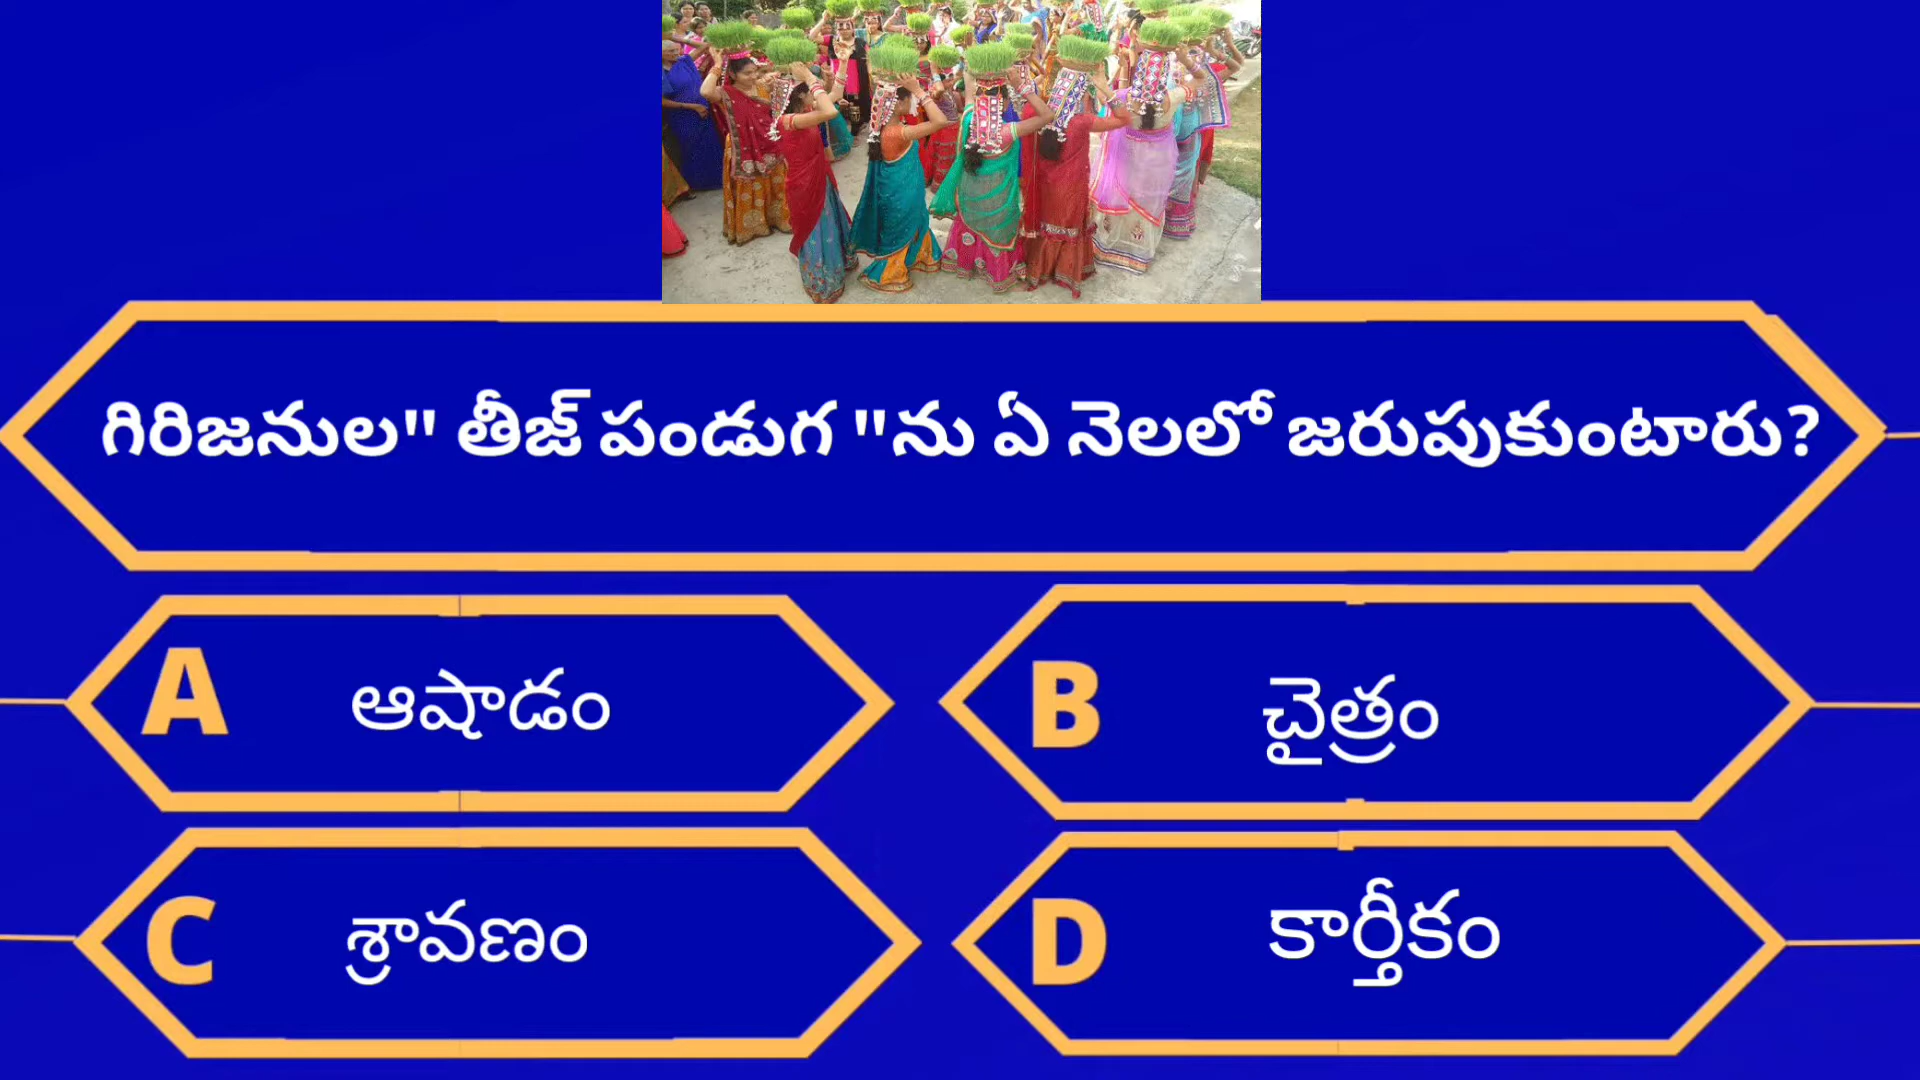 గిరిజనుల" తీజ్ పండుగ "ను ఏ నెలలో జరుపుకుంటారు?
A ఆషాడం
B చైత్రం
C శ్రావణం
D కార్తీకం